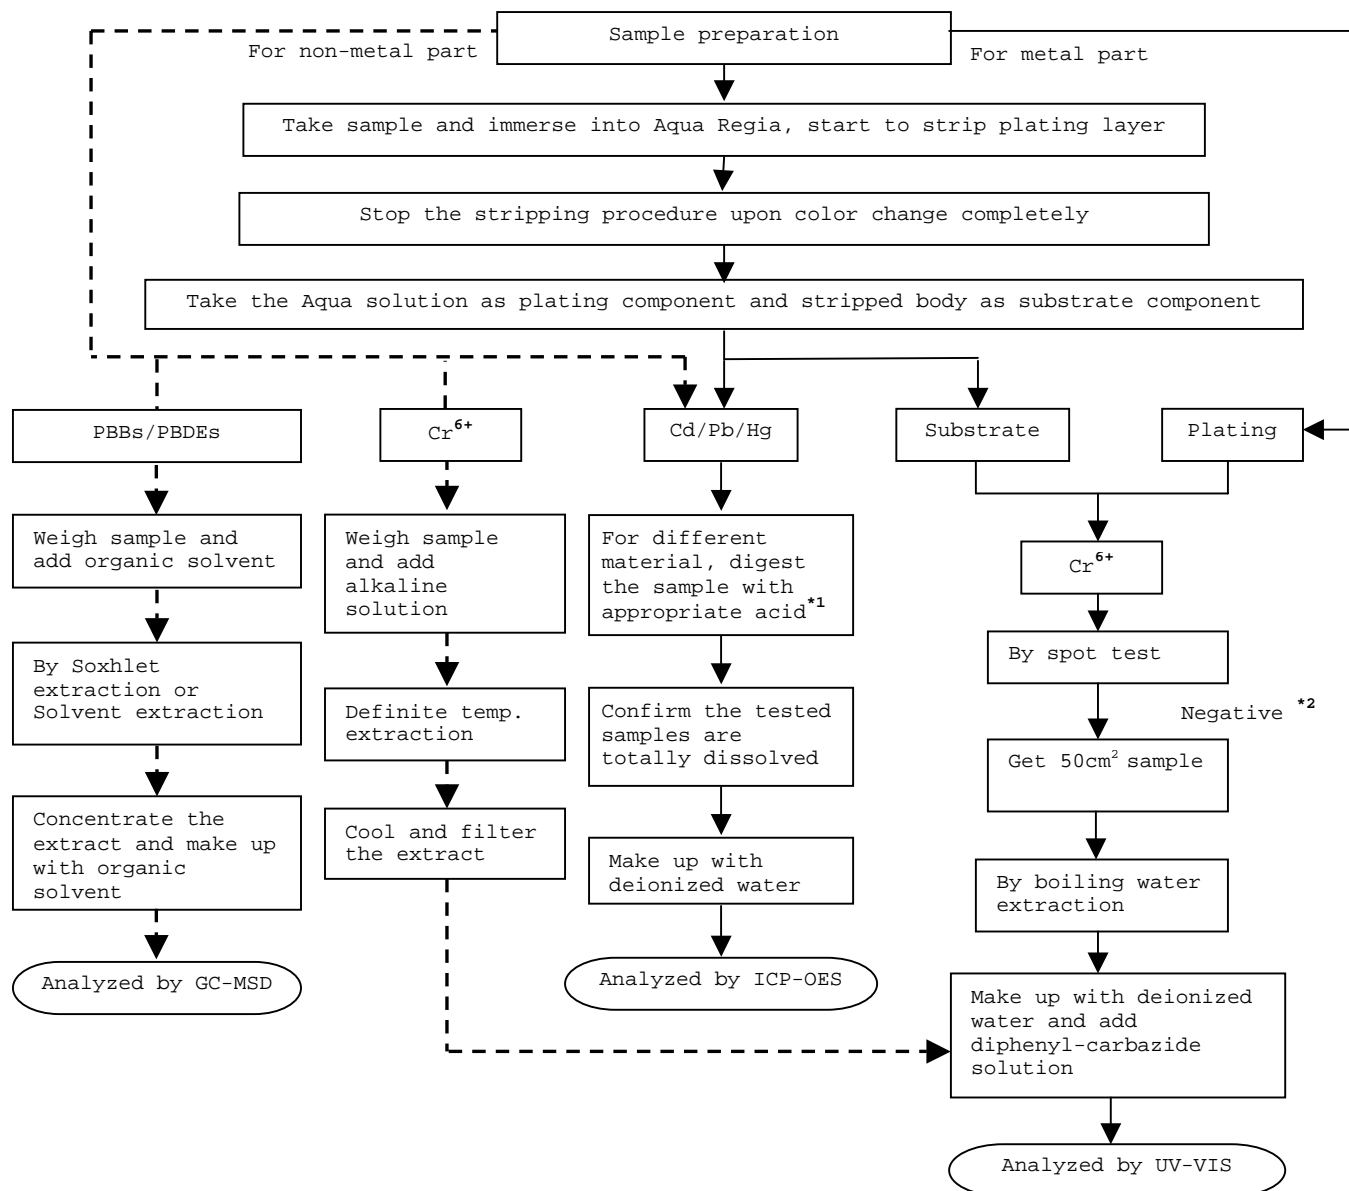 Sample preparation
For non-metal part
For metal part
Take sample and immerse into Aqua Regia, start to strip plating layer
Stop the stripping procedure upon color change completely
Take the Aqua solution as plating component and stripped body as substrate component
PBBs/PBDEs
Cr6+
Cd/Pb/Hg
Substrate
Plating
Weigh sample and
add organic solvent
Weigh sample
and add
alkaline
solution
For different
material, digest
the sample with
appropriate acid*1
Cr6+
By Soxhlet
extraction or
Solvent extraction
Definite temp.
extraction
Confirm the tested
samples are
totally dissolved
By spot test
Negative *2
Get 50cm2 sample
Concentrate the
extract and make up
with organic
solvent
Cool and filter
the extract
Make up with
deionized water
By boiling water
extraction
Analyzed by GC-MSD
Analyzed by ICP-OES
Make up with deionized
water and add
diphenyl-carbazide
solution
Analyzed by UV-VIS